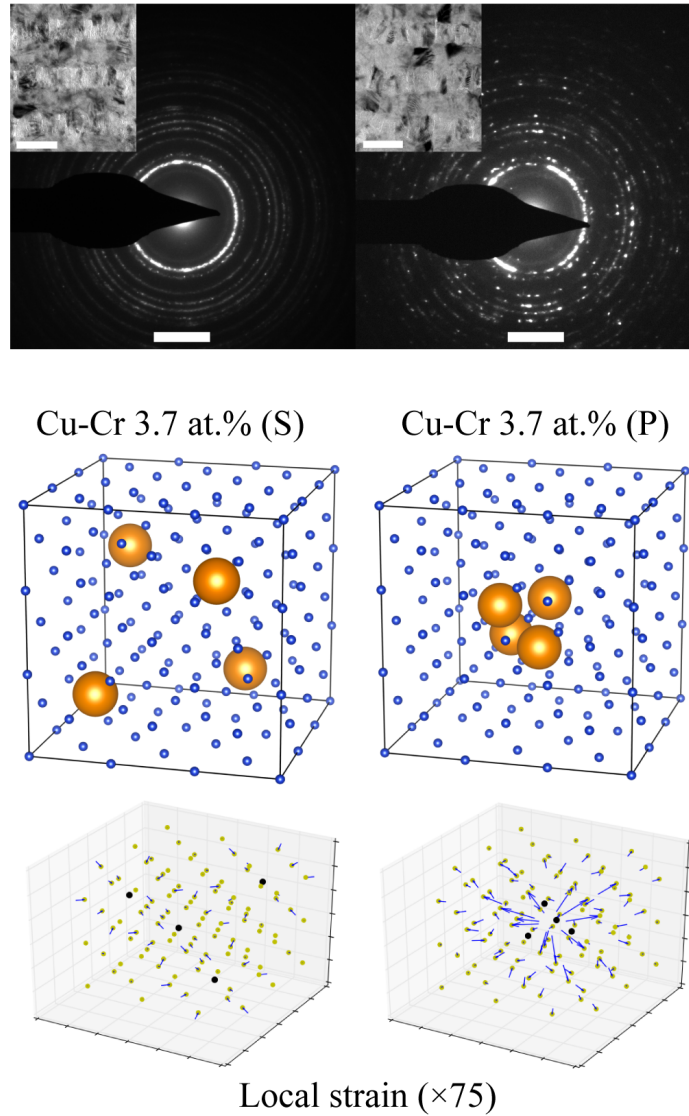 Cu-Cr 3.7 at.% (S)
Cu-Cr 3.7 at.% (P)
Local strain (×75)